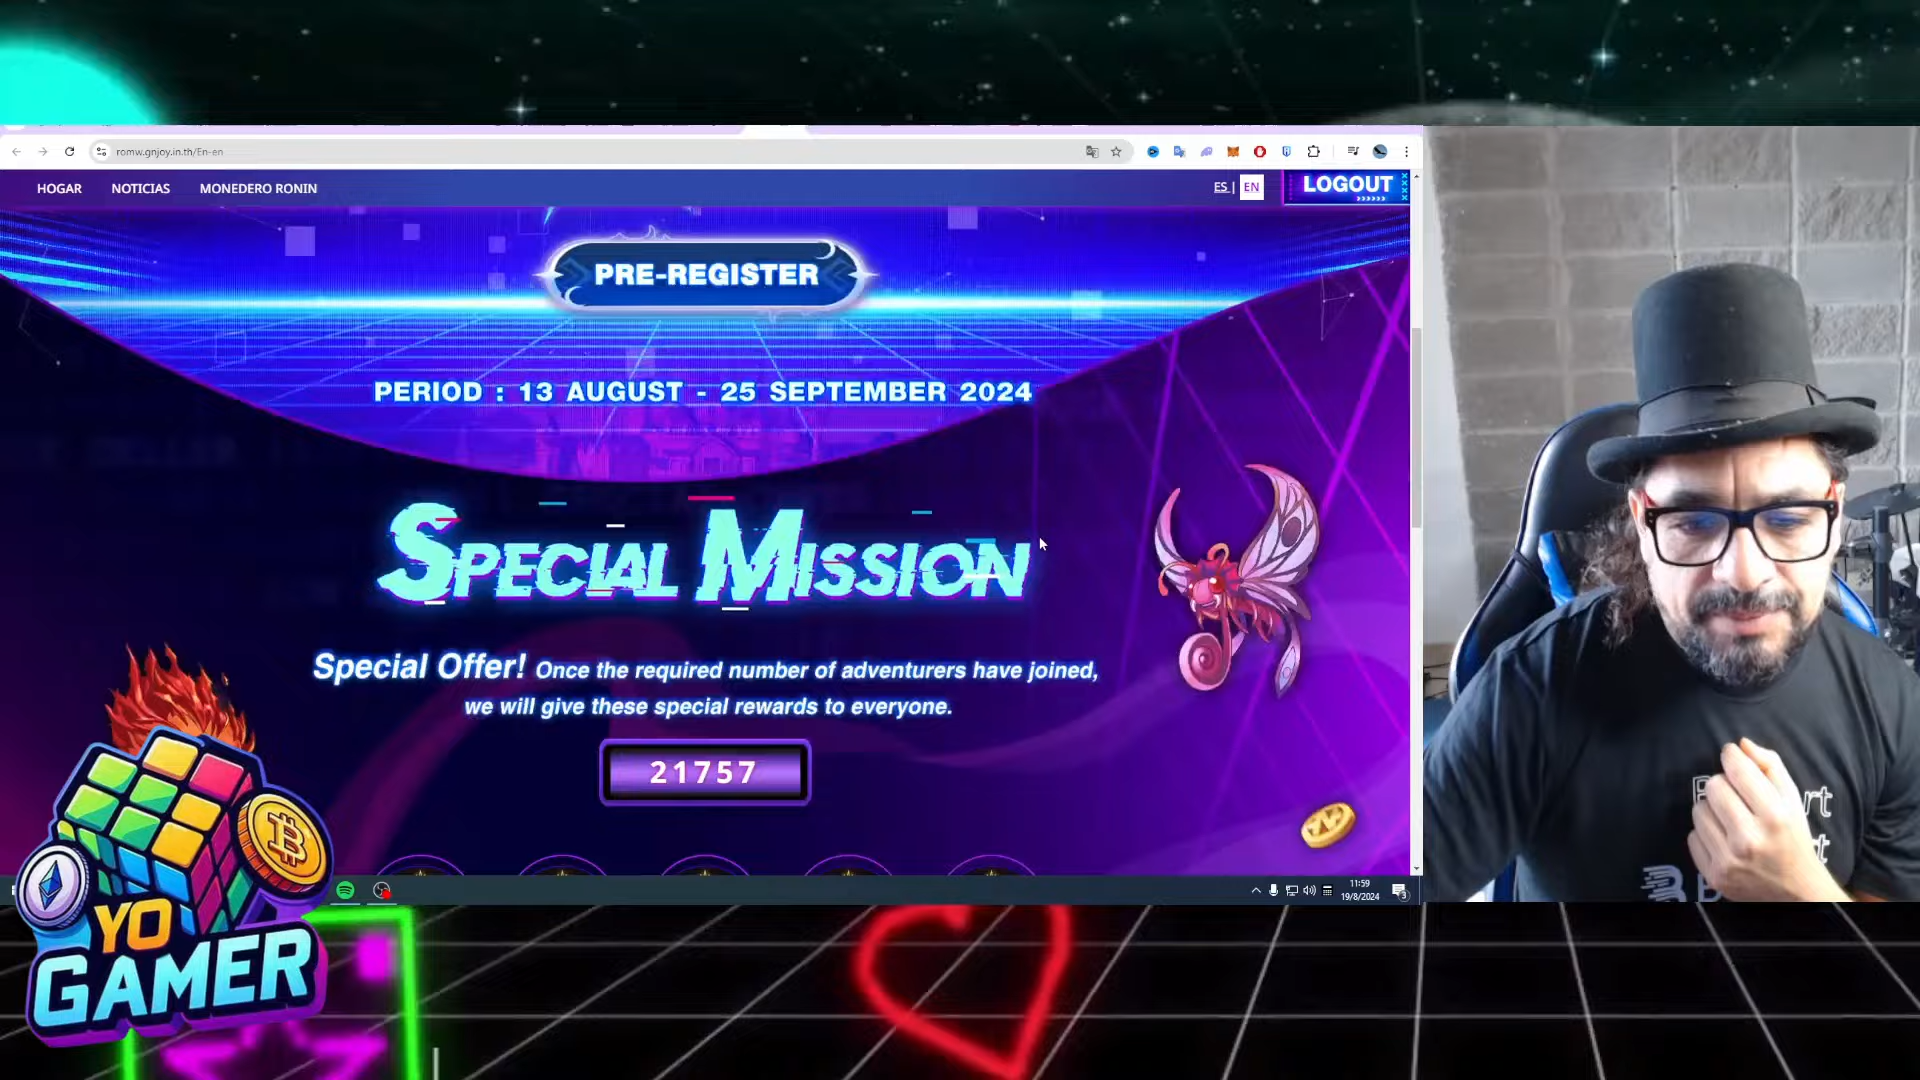 romw.gnjoy.in.th/En-en
HOGAR NOTICIAS MONEDERO RONIN
ES | EN
LOGOUT
PRE-REGISTER
PERIOD : 13 AUGUST - 25 SEPTEMBER 2024
SPECIAL MISSION
Special Offer! Once the required number of adventurers have joined,
we will give these special rewards to everyone.
21757
YO
GAMER
11:59
19/8/2024
3